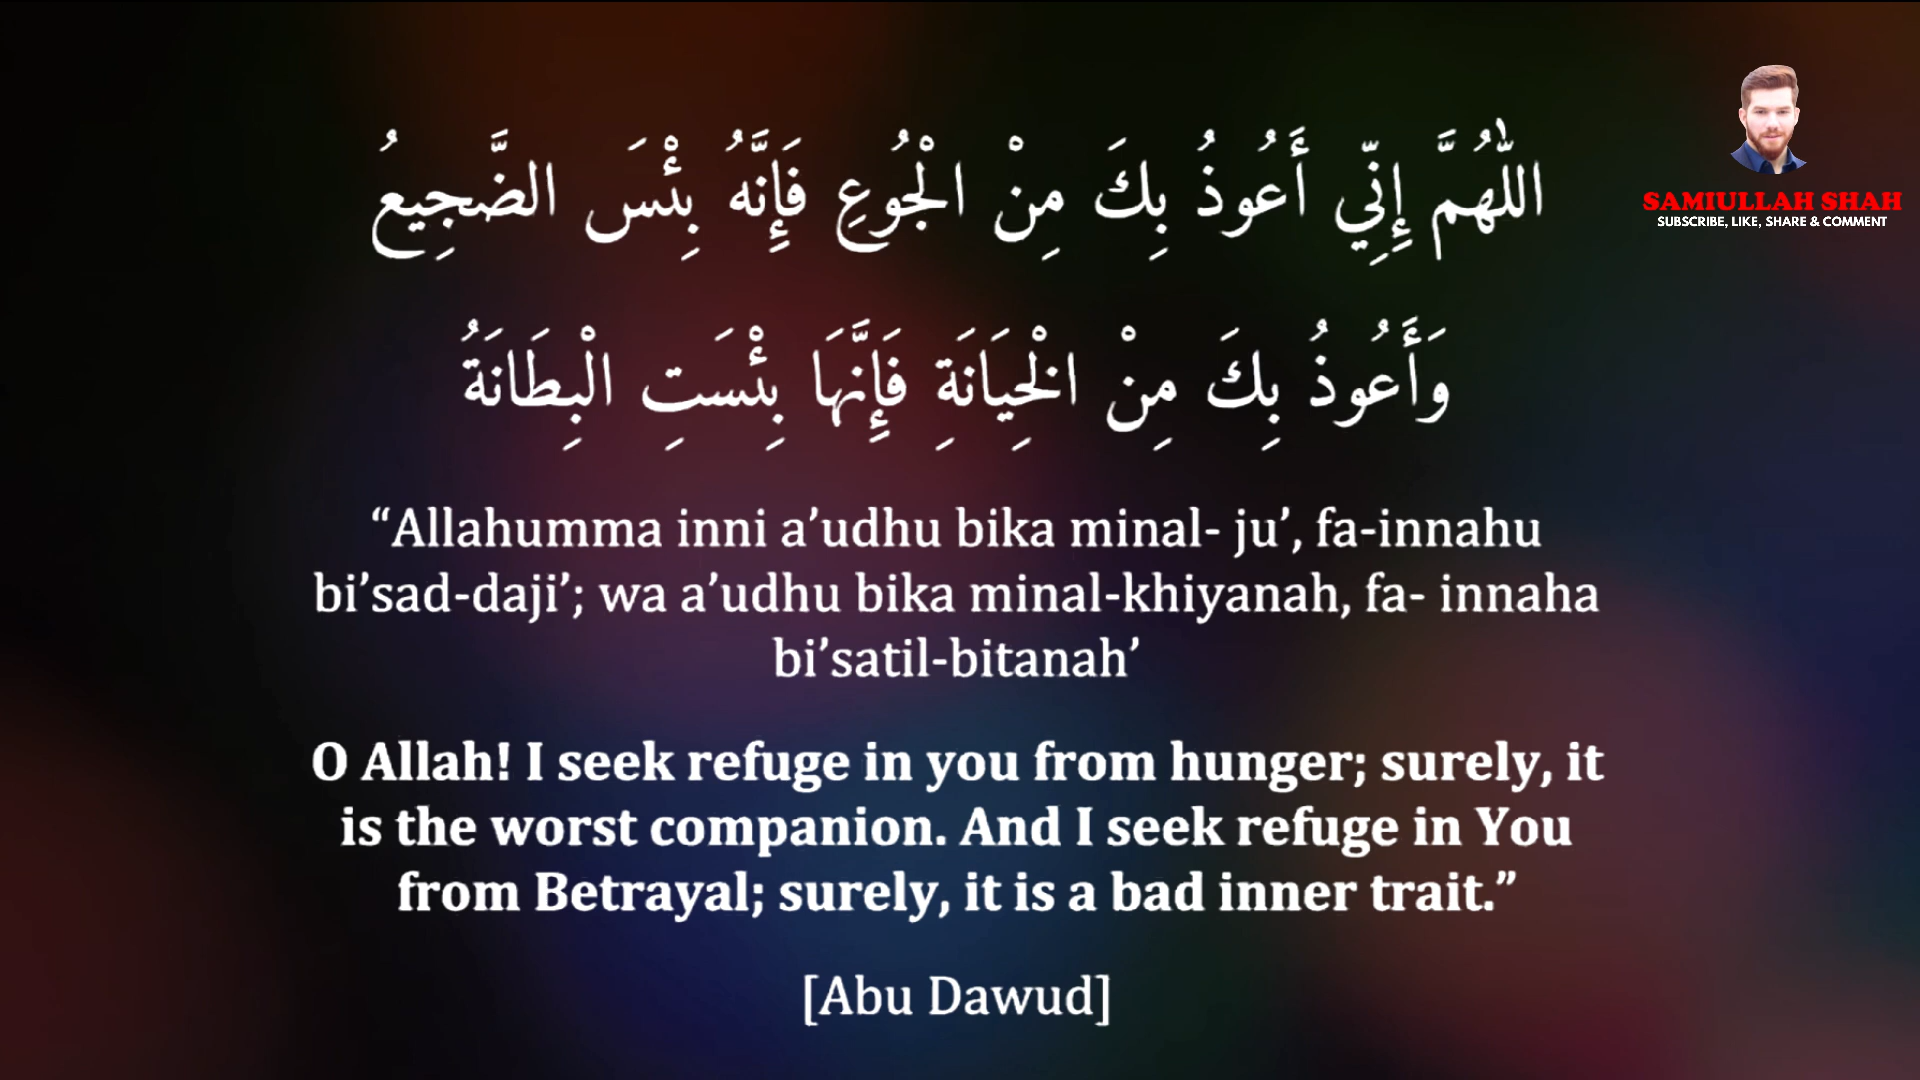 اللّٰهُمَّ إِنِّي أَعُوذُ بِكَ مِنْ الْجُوعِ فَإِنَّهُ بِئْسَ الضَّجِيعُ
SAMIULLAH SHAH
SUBSCRIBE, LIKE, SHARE & COMMENT
وَأَعُوذُ بِكَ مِنْ الْخِيَانَةِ فَإِنَّهَا بِئْسَتِ الْبِطَانَةُ
“Allahumma inni a’udhu bika minal- ju’, fa-innahu
bi’sad-daji’; wa a’udhu bika minal-khiyanah, fa- innaha
bi’satil-bitanah’
O Allah! I seek refuge in you from hunger; surely, it
is the worst companion. And I seek refuge in You
from Betrayal; surely, it is a bad inner trait.”
[Abu Dawud]